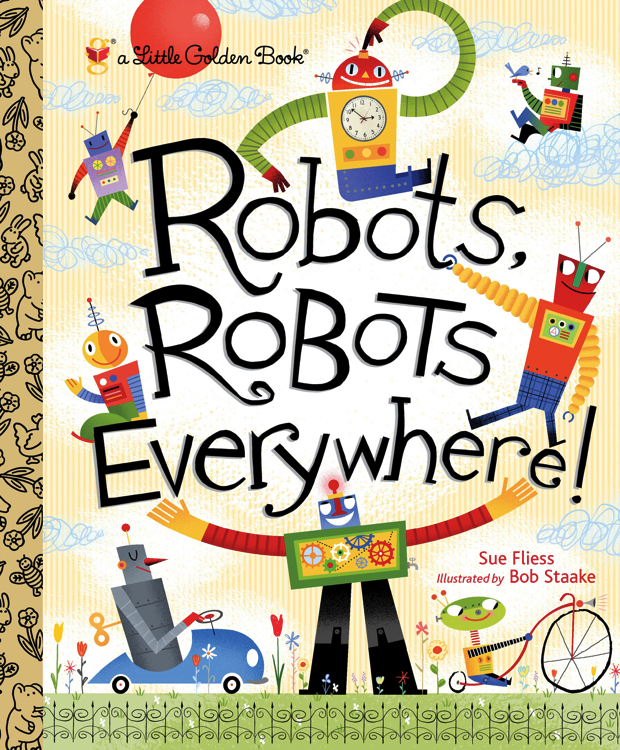 a Little Golden Book®
Robots,
Robots
Everywhere!
Sue Fliess
Illustrated by Bob Staake